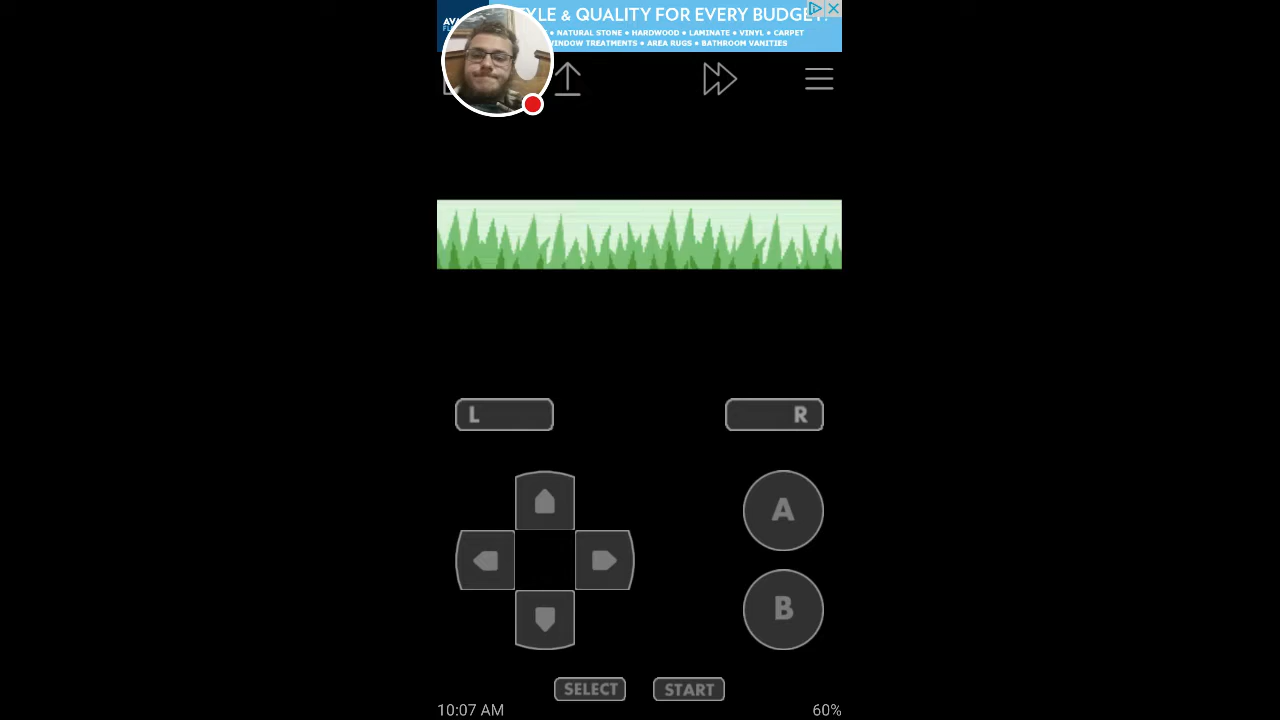 STYLE & QUALITY FOR EVERY BUDGET!
• NATURAL STONE • HARDWOOD • LAMINATE • VINYL • CARPET
WINDOW TREATMENTS • AREA RUGS • BATHROOM VANITIES
L
R
A
B
SELECT
START
10:07 AM
60%